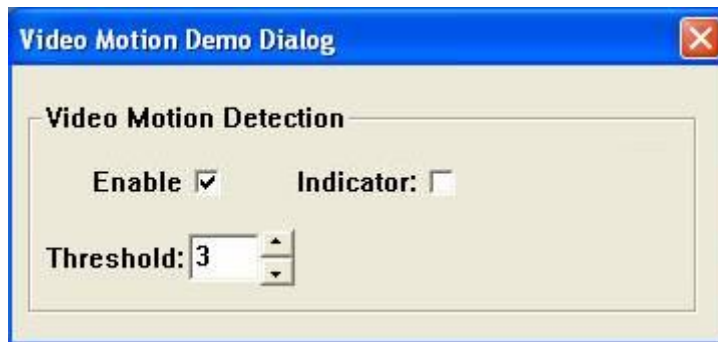 Video Motion Demo Dialog
Video Motion Detection
Enable Indicator:
Threshold: 3